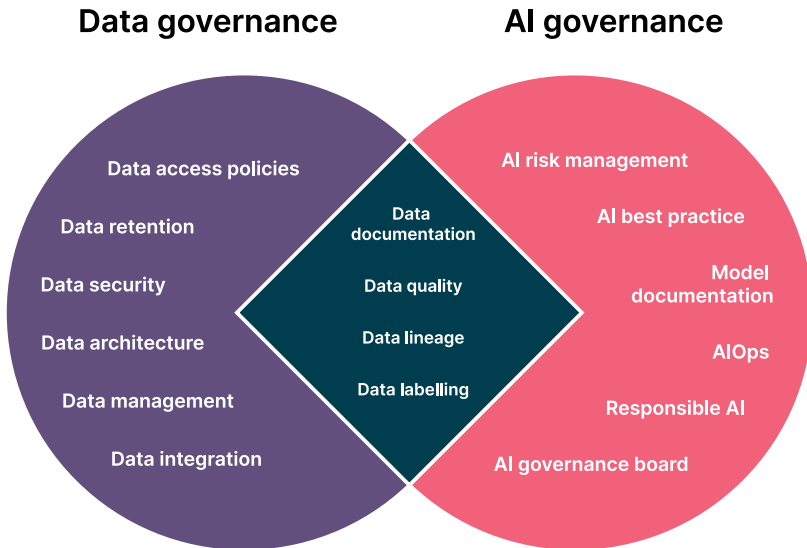 Data governance
AI governance
Data access policies
Data retention
Data security
Data architecture
Data management
Data integration
Data
documentation
Data quality
Data lineage
Data labelling
AI risk management
AI best practice
Model
documentation
AIOps
Responsible AI
AI governance board